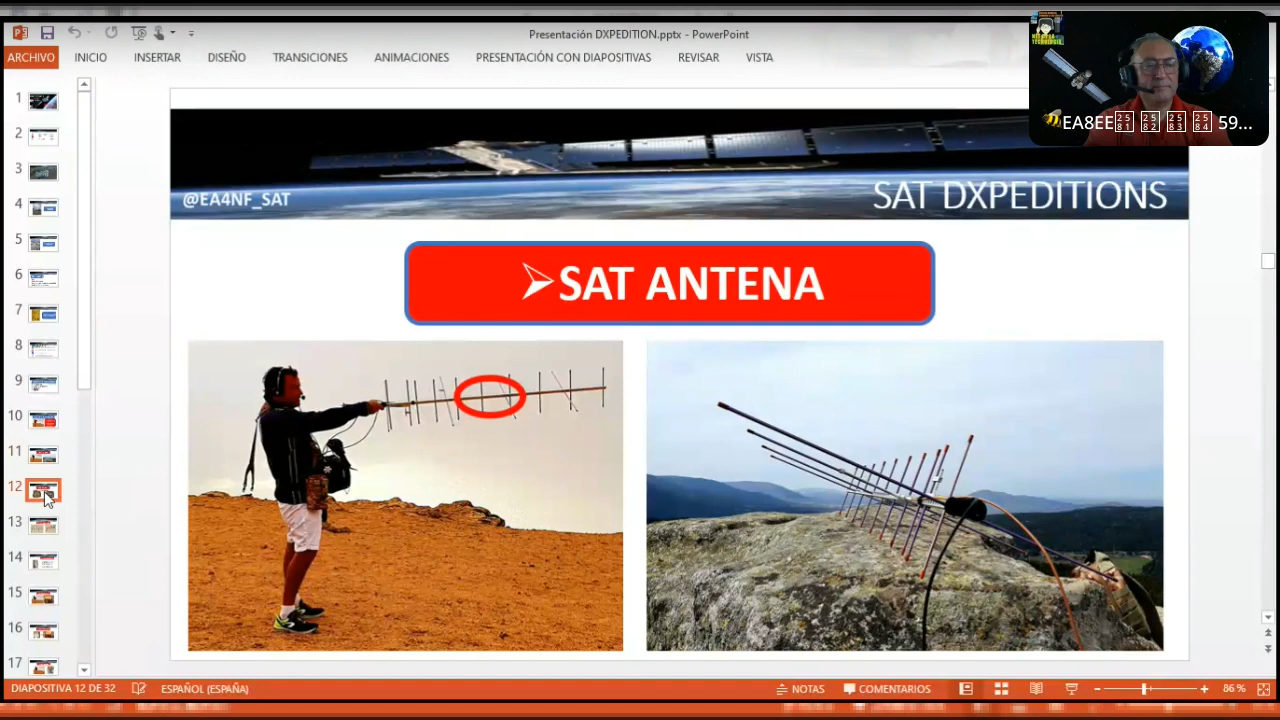 Presentación DXPEDITION.pptx - PowerPoint
ARCHIVO INICIO INSERTAR DISEÑO TRANSICIONES ANIMACIONES PRESENTACIÓN CON DIAPOSITIVAS REVISAR VISTA
EA8EE 59...
@EA4NF_SAT
SAT DXPEDITIONS
➢SAT ANTENA
1
2
3
4
5
6
7
8
9
10
11
12
13
14
15
16
17
DIAPOSITIVA 12 DE 32 ESPAÑOL (ESPAÑA) NOTAS COMENTARIOS 86 %